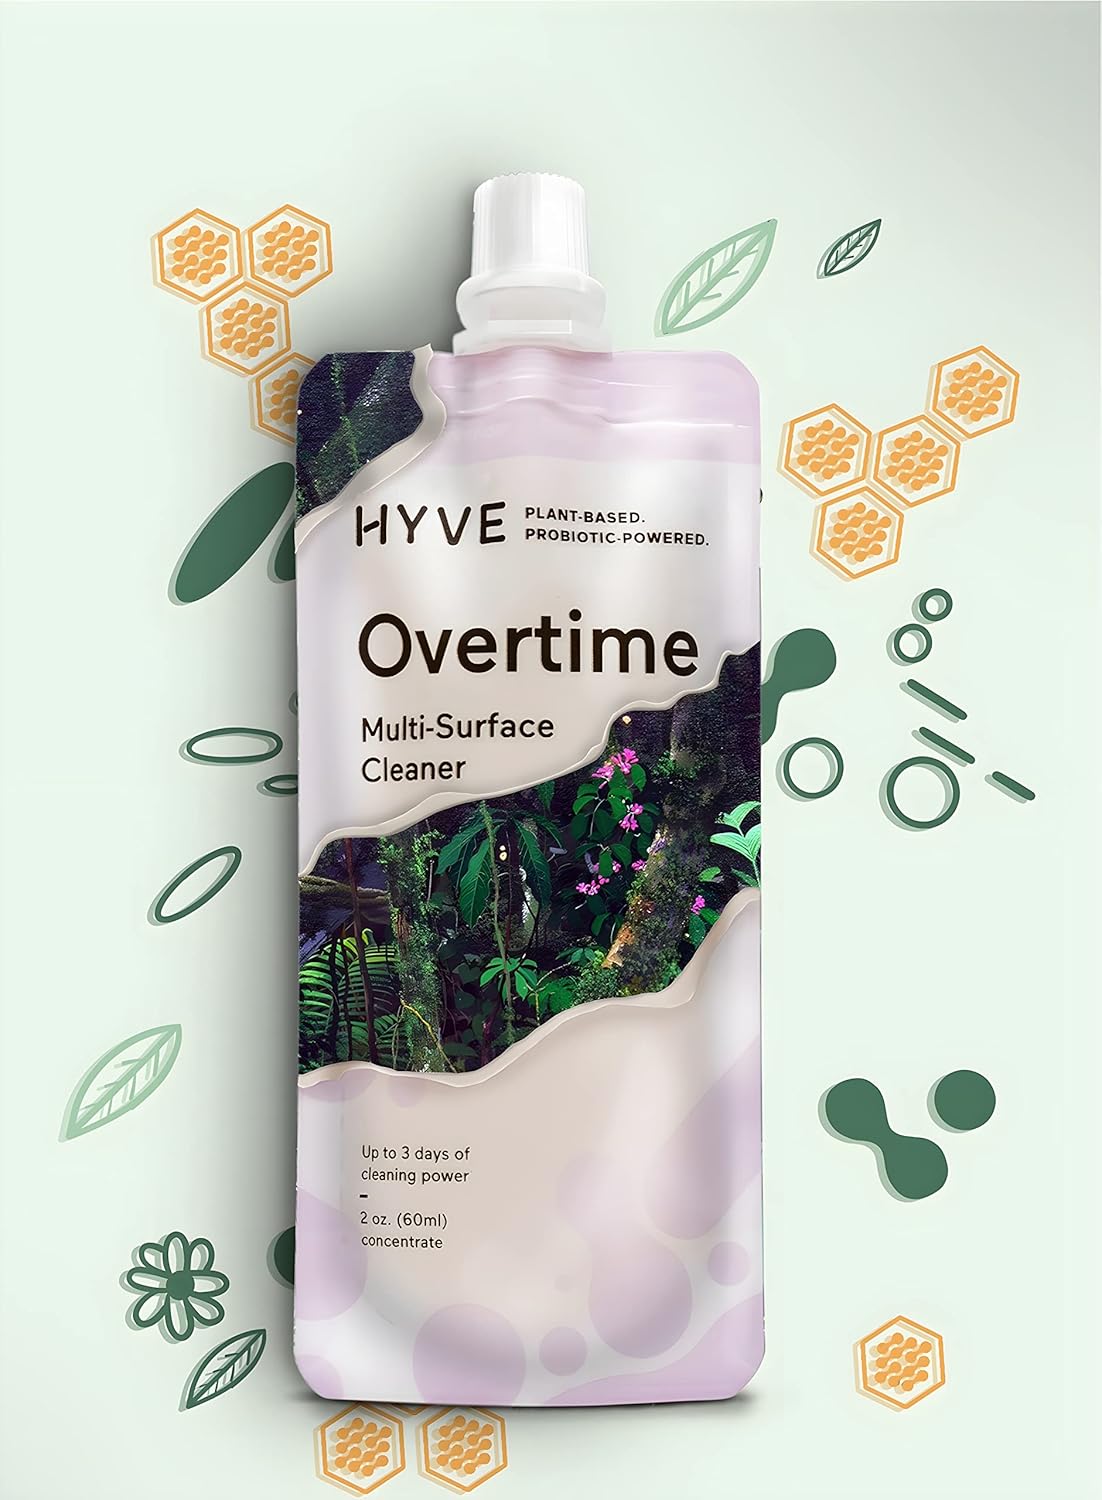 HYVE
PLANT-BASED.
PROBIOTIC-POWERED.
Overtime
Multi-Surface
Cleaner
Up to 3 days of
cleaning power
-
2 oz. (60ml)
concentrate